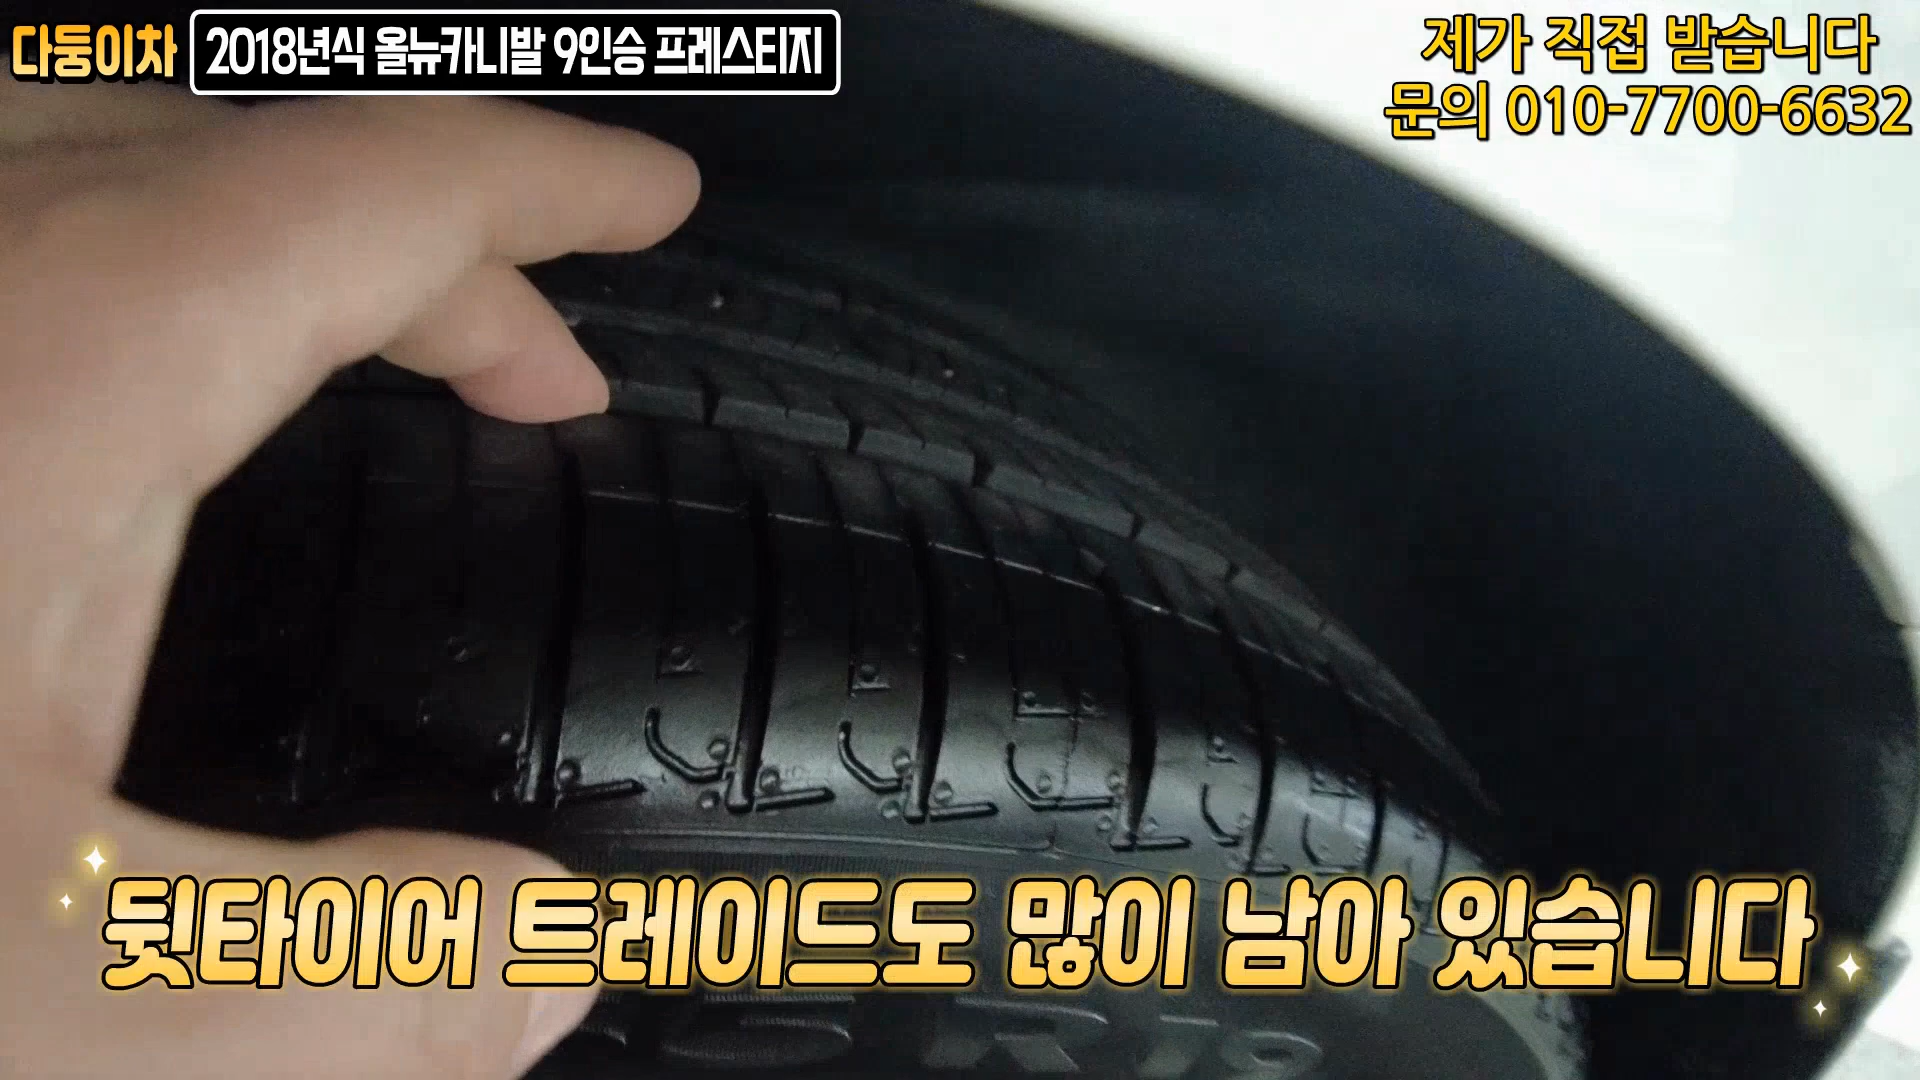 다둥이차
2018년식 올뉴카니발 9인승 프레스티지
제가 직접 받습니다
문의 010-7700-6632
뒷타이어 트레이드도 많이 남아 있습니다
5 R 19